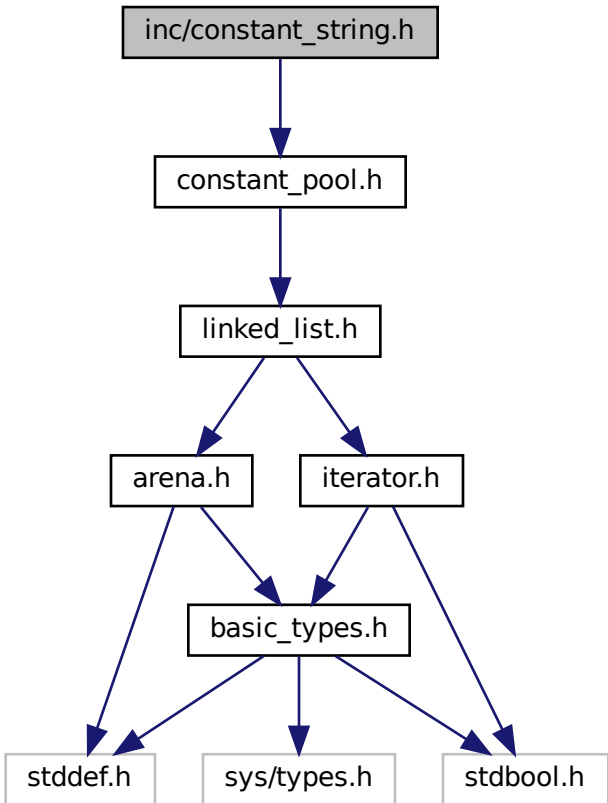 inc/constant_string.h
constant_pool.h
linked_list.h
arena.h
iterator.h
basic_types.h
stddef.h
sys/types.h
stdbool.h